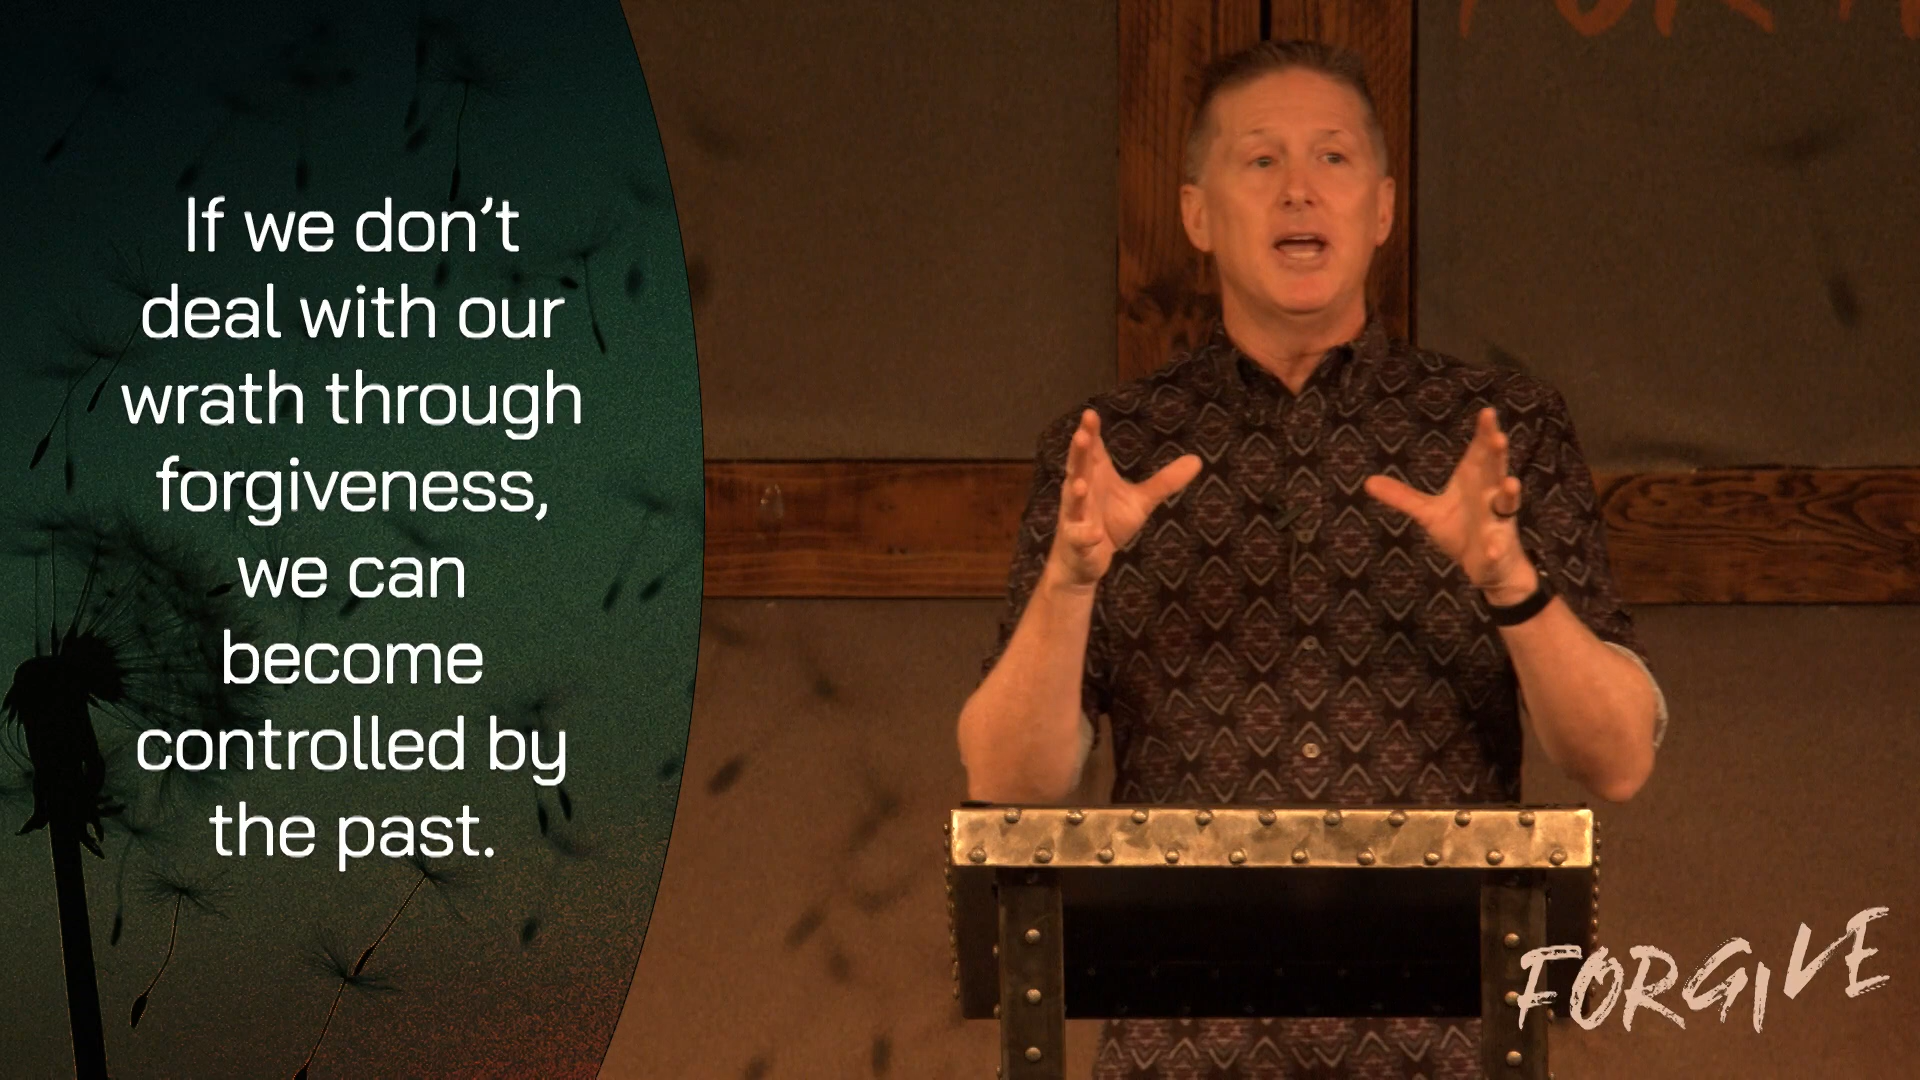 If we don’t
deal with our
wrath through
forgiveness,
we can
become
controlled by
the past.
FORGIVE